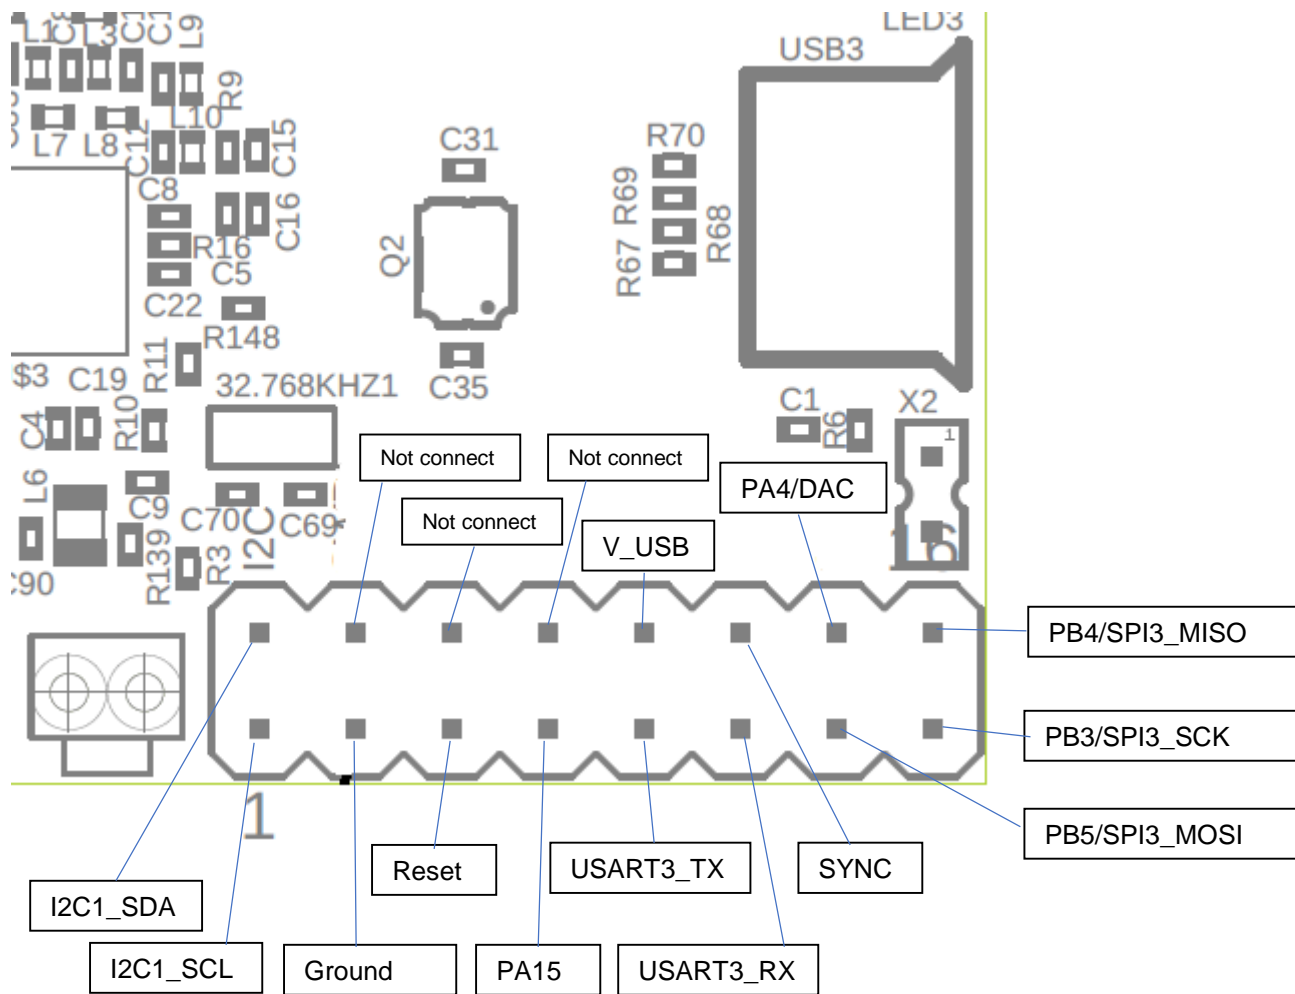 LED3
USB3
L1
L3
L9
R9
L10
L7
L8
C12
C15
C31
R70
C8
R69
C16
R68
R16
Q2
R67
C5
C22
R148
R11
$3
C19
32.768KHZ1
C35
C1
X2
C4
R10
R6
1
Not connect
Not connect
L6
PA4/DAC
C9
C70
C69
Not connect
I2C
V_USB
16
R139
R3
C90
PB4/SPI3_MISO
PB3/SPI3_SCK
1
PB5/SPI3_MOSI
Reset
USART3_TX
SYNC
I2C1_SDA
I2C1_SCL
Ground
PA15
USART3_RX